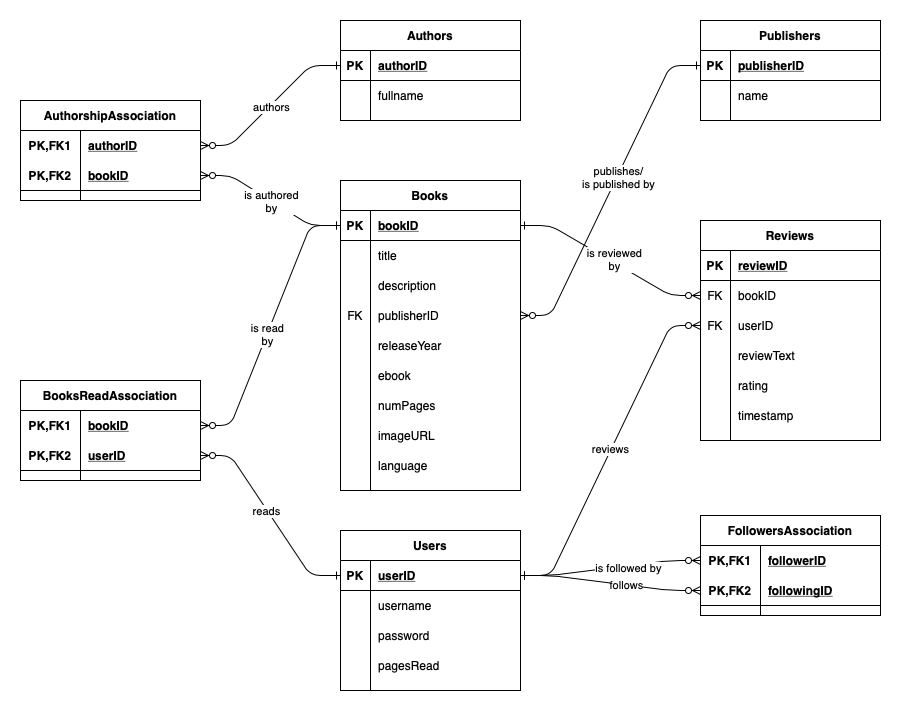 Authors
PK authorID
fullname
Publishers
PK publisherID
name
AuthorshipAssociation
PK,FK1 authorID
PK,FK2 bookID
authors
is authored
by
publishes/
is published by
Books
PK bookID
title
description
FK publisherID
releaseYear
ebook
numPages
imageURL
language
is reviewed
by
Reviews
PK reviewID
FK bookID
FK userID
reviewText
rating
timestamp
is read
by
BooksReadAssociation
PK,FK1 bookID
PK,FK2 userID
reads
reviews
Users
PK userID
username
password
pagesRead
is followed by
follows
FollowersAssociation
PK,FK1 followerID
PK,FK2 followingID